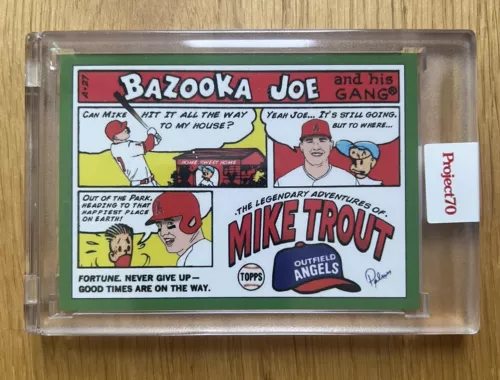 A-27
BAZOOKA JOE
and his
GANG®
CAN MIKE HIT IT ALL THE WAY
TO MY HOUSE?
YEAH JOE... IT'S STILL GOING,
BUT TO WHERE...
HOME SWEET HOME
OUT OF THE PARK,
HEADING TO THAT
HAPPIEST PLACE
ON EARTH!
THE LEGENDARY ADVENTURES OF
MIKE TROUT
OUTFIELD
ANGELS
TOPPS
FORTUNE. NEVER GIVE UP—
GOOD TIMES ARE ON THE WAY.
Project70